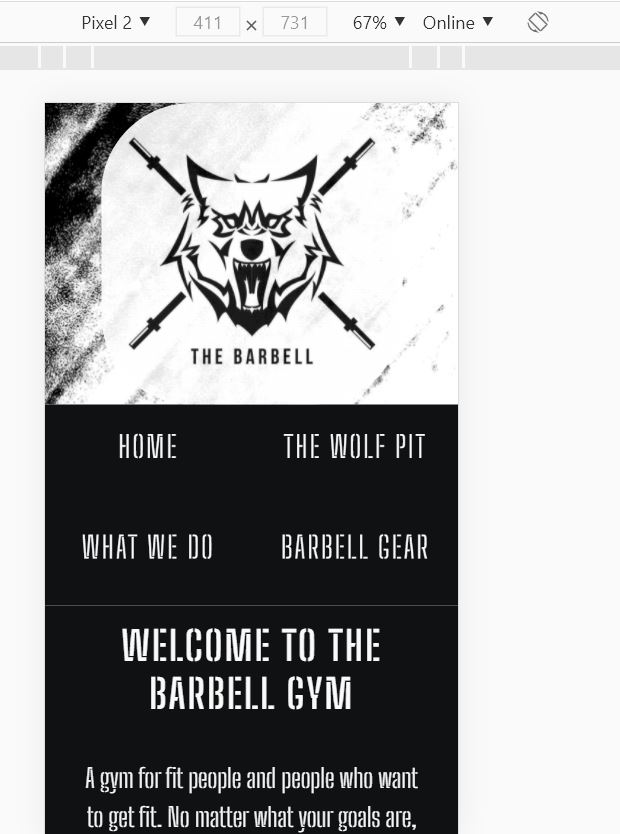 Pixel 2 ▼ 411 × 731 67% ▼ Online ▼
THE BARBELL
HOME THE WOLF PIT
WHAT WE DO BARBELL GEAR
WELCOME TO THE
BARBELL GYM
A gym for fit people and people who want
to get fit. No matter what your goals are,